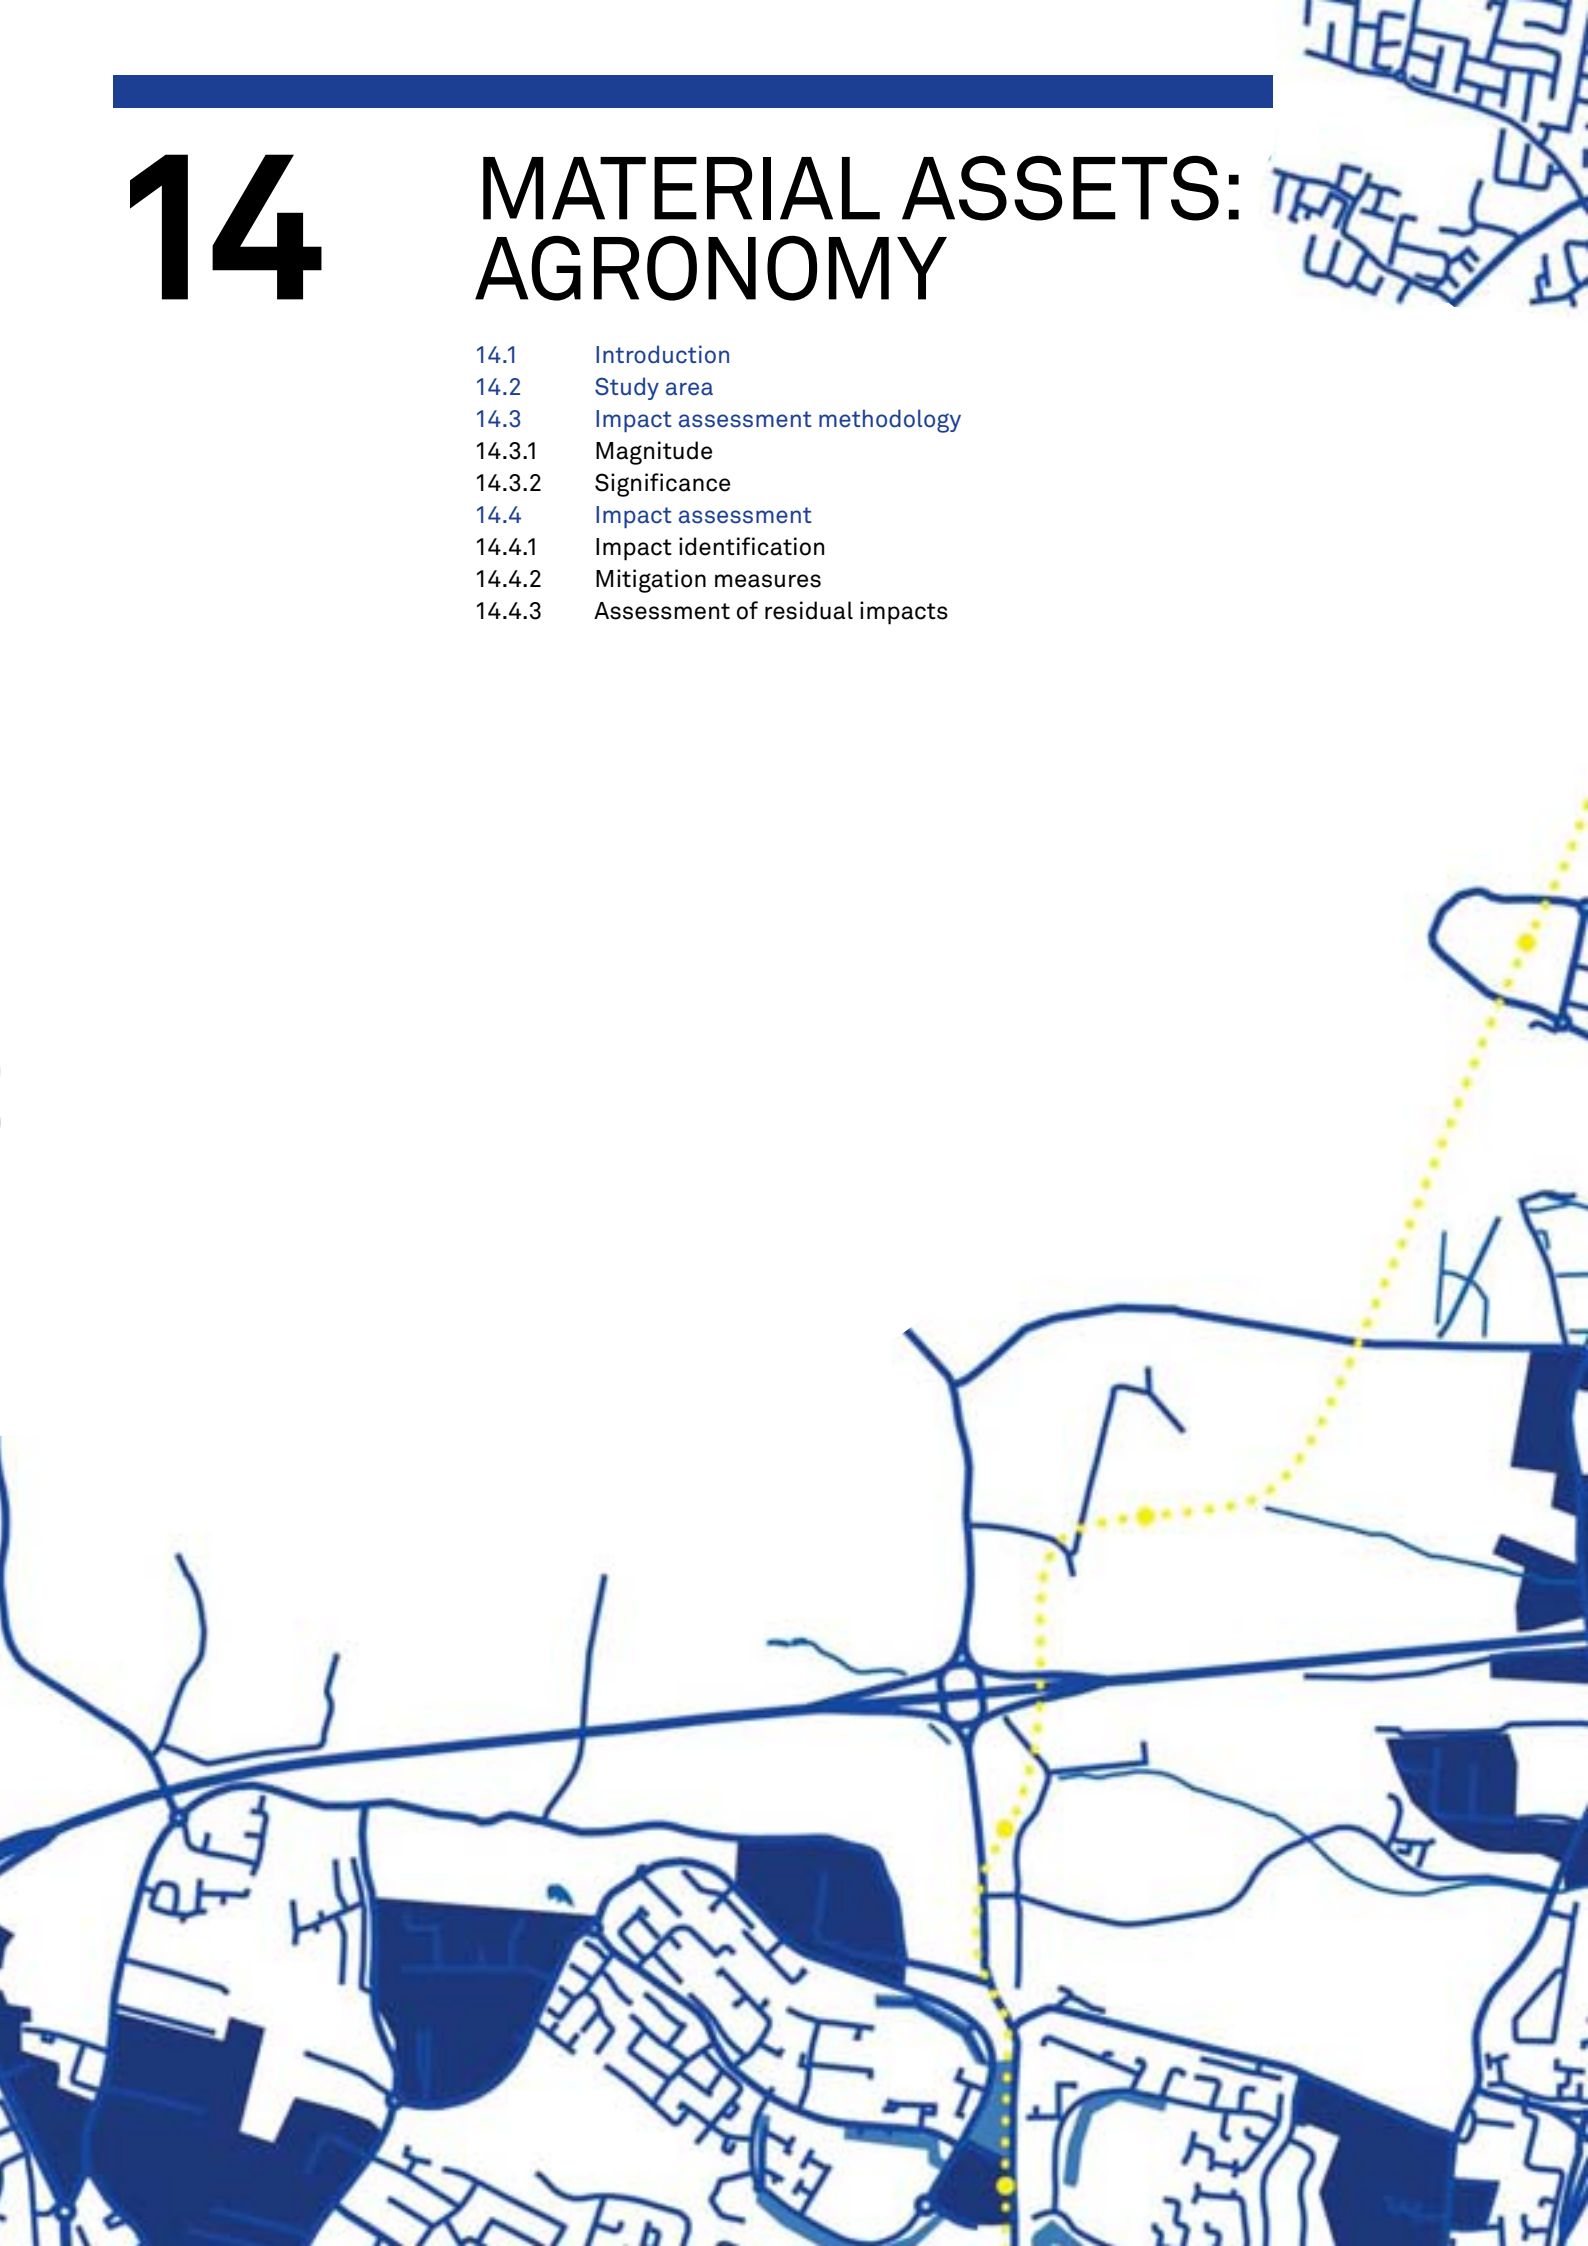 14
MATERIAL ASSETS:
AGRONOMY
14.1 Introduction
14.2 Study area
14.3 Impact assessment methodology
14.3.1 Magnitude
14.3.2 Significance
14.4 Impact assessment
14.4.1 Impact identification
14.4.2 Mitigation measures
14.4.3 Assessment of residual impacts